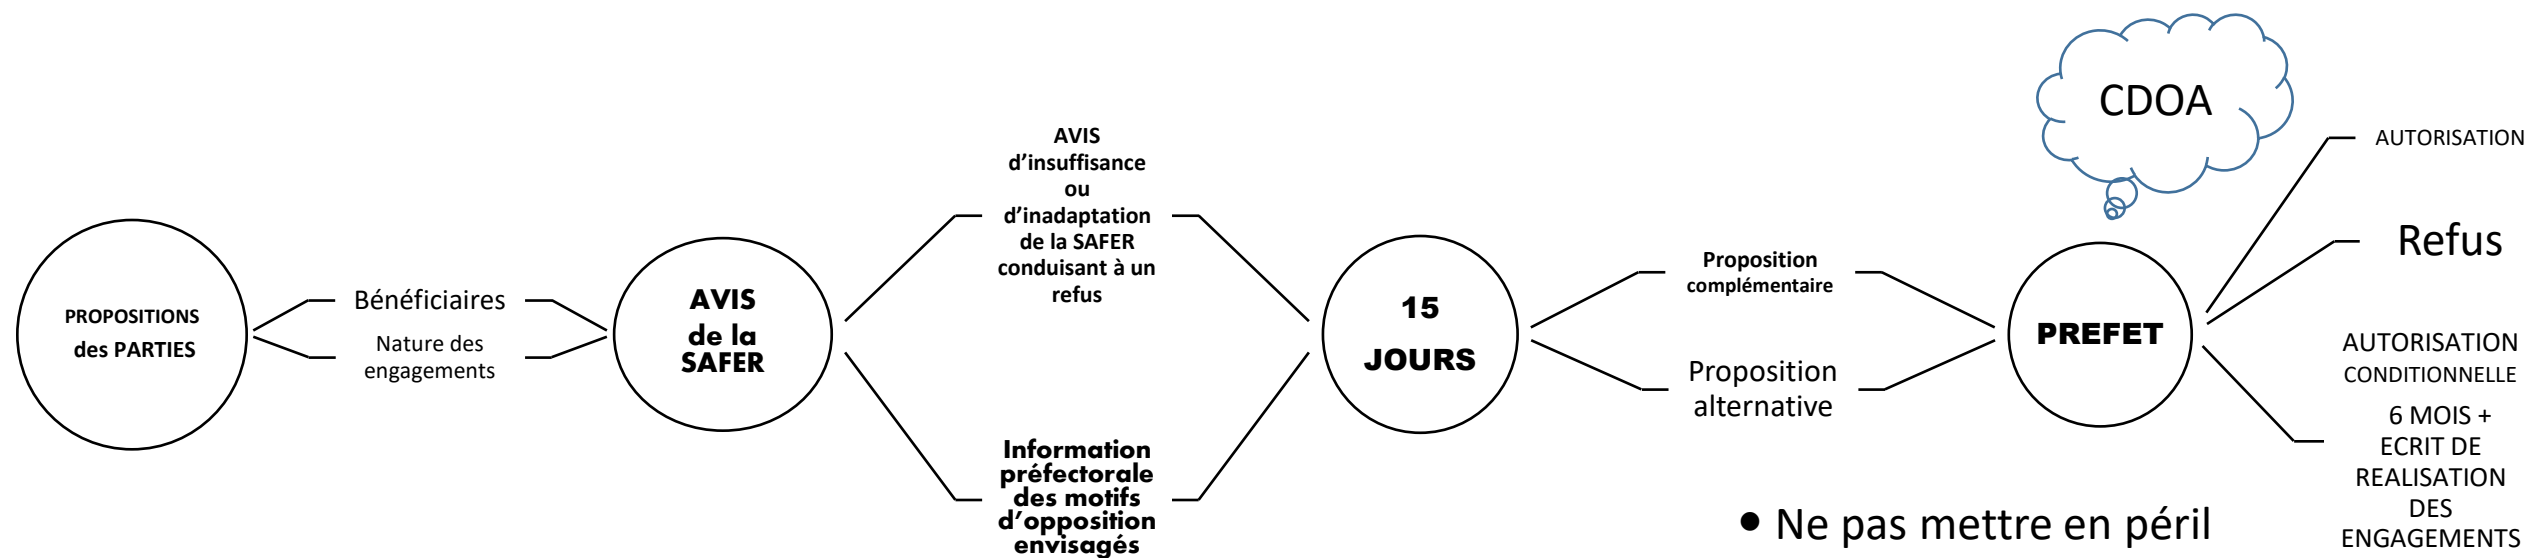 PROPOSITIONS
des PARTIES
Bénéficiaires
Nature des
engagements
AVIS
de la
SAFER
AVIS
d'insuffisance
ou
d'inadaptation
de la SAFER
conduisant à un
refus
Information
préfectorale
des motifs
d'opposition
envisagés
15
JOURS
Proposition
complémentaire
Proposition
alternative
CDOA
PREFET
AUTORISATION
Refus
AUTORISATION
CONDITIONNELLE
6 MOIS +
ECRIT DE
REALISATION
DES
ENGAGEMENTS
• Ne pas mettre en péril